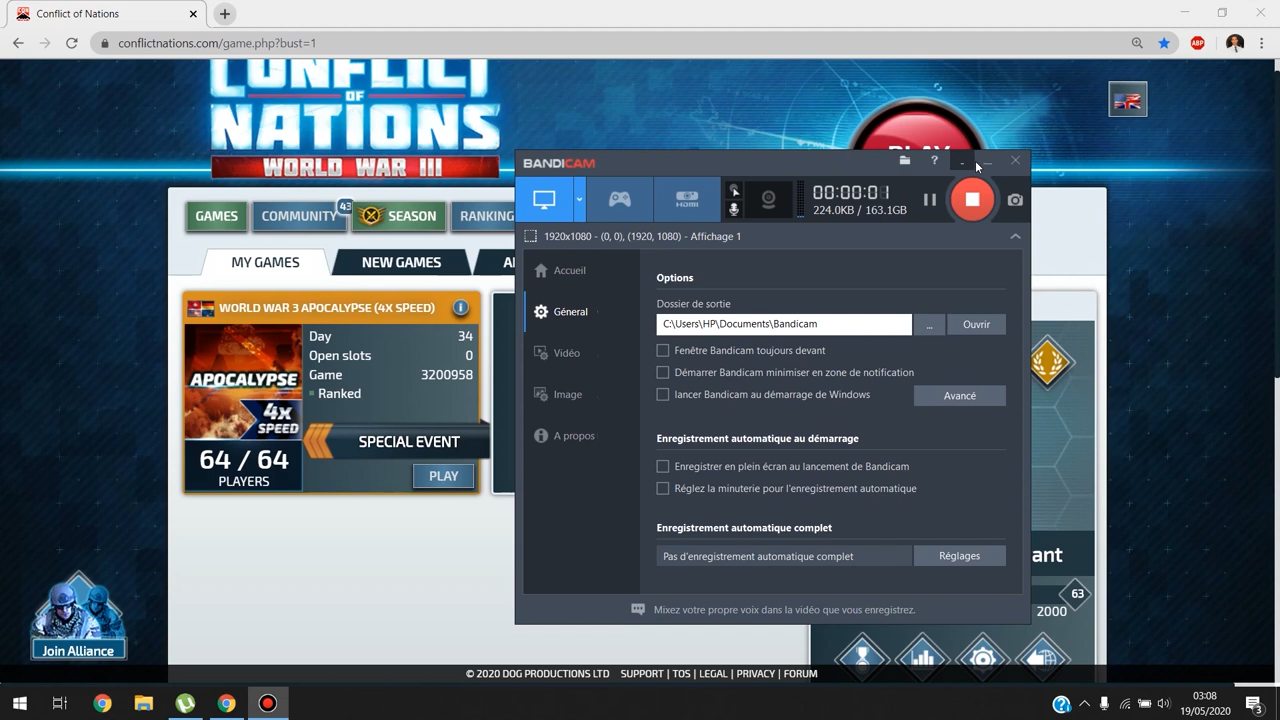 Conflict of Nations
conflictnations.com/game.php?bust=1
ABP
CONFLICT
OF
NATIONS
WORLD WAR III
PLAY
GAMES
COMMUNITY
43
SEASON
RANKING
MY GAMES
NEW GAMES
WORLD WAR 3 APOCALYPSE (4X SPEED)
i
APOCALYPSE
4x
SPEED
64 / 64
PLAYERS
Day
34
Open slots
0
Game
3200958
Ranked
SPECIAL EVENT
PLAY
BANDICAM
?
HDMI
00:00:01
224.0KB / 163.1GB
1920x1080 - (0, 0), (1920, 1080) - Affichage 1
Accueil
Géneral
Vidéo
Image
A propos
Options
Dossier de sortie
C:\Users\HP\Documents\Bandicam
...
Ouvrir
Fenêtre Bandicam toujours devant
Démarrer Bandicam minimiser en zone de notification
lancer Bandicam au démarrage de Windows
Avancé
Enregistrement automatique au démarrage
Enregistrer en plein écran au lancement de Bandicam
Réglez la minuterie pour l'enregistrement automatique
Enregistrement automatique complet
Pas d'enregistrement automatique complet
Réglages
Mixez votre propre voix dans la vidéo que vous enregistrez.
ant
63
2000
Join Alliance
© 2020 DOG PRODUCTIONS LTD SUPPORT | TOS | LEGAL | PRIVACY | FORUM
03:08
19/05/2020
3